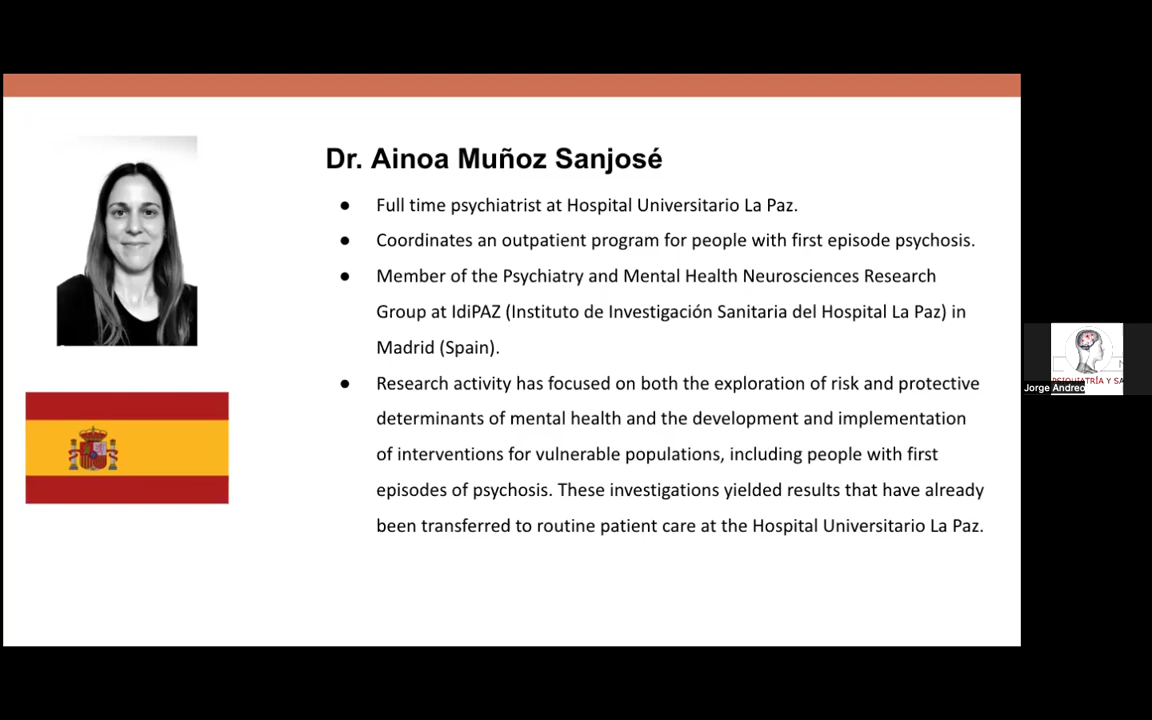 Dr. Ainoa Muñoz Sanjosé
● Full time psychiatrist at Hospital Universitario La Paz.
● Coordinates an outpatient program for people with first episode psychosis.
● Member of the Psychiatry and Mental Health Neurosciences Research
Group at IdiPAZ (Instituto de Investigación Sanitaria del Hospital La Paz) in
Madrid (Spain).
● Research activity has focused on both the exploration of risk and protective
determinants of mental health and the development and implementation
of interventions for vulnerable populations, including people with first
episodes of psychosis. These investigations yielded results that have already
been transferred to routine patient care at the Hospital Universitario La Paz.
PSIQUIATRÍA Y SA
Jorge Andreo